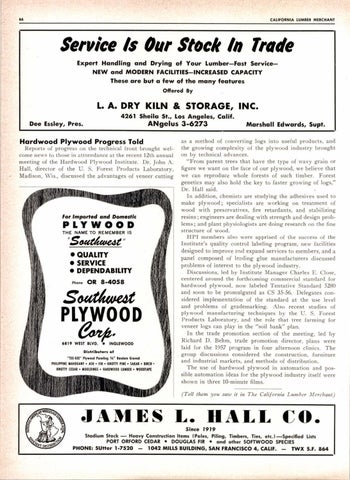 66
CALIFORNIA LUMBER MERCHANT
Service Is Our Stock In Trade
Expert Handling and Drying of Your Lumber—Fast Service—
NEW and MODERN FACILITIES—INCREASED CAPACITY
These are but a few of the many features
Offered By
L. A. DRY KILN & STORAGE, INC.
4261 Sheila St., Los Angeles, Calif.
Dee Essley, Pres.
ANgelus 3-6273
Marshall Edwards, Supt.
Hardwood Plywood Progress Told
Reports of progress on the technical front brought wel-
come news to those in attendance at the recent 12th annual
meeting of the Hardwood Plywood Institute. Dr. John A.
Hall, director of the U. S. Forest Products Laboratory,
Madison, Wis., discussed the advantages of veneer cutting
For Imported and Domestic
PLYWOOD
THE NAME TO REMEMBER IS
"Southwest"
• QUALITY
• SERVICE
• DEPENDABILITY
Phone OR 8-4058
Southwest
PLYWOOD
Corp.
6819 WEST BLVD. • INGLEWOOD
Distributors of
PHILIPPINE MAHOGANY • ASH • FIR • KNOTTY PINE • SUGAR • BIRCH •
KNOTTY CEDAR • MOULDINGS • HARDWOOD LUMBER • WOODTAPE
as a method of converting logs into useful products, and
the growing complexity of the plywood industry brought
on by technical advances.
"From parent trees that have the type of wavy grain or
figure we want on the face of our plywood, we believe that
we can reproduce whole forests of such timber. Forest
genetics may also hold the key to faster growing of logs,"
Dr. Hall said.
In addition, chemists are studying the adhesives used to
make plywood; specialists are working on treatment of
wood with preservatives, fire retardants, and stabilizing
resins; engineers are dealing with strength and design prob-
lems; and plant physiologists are doing research on the fine
structure of wood.
HPI members also were apprised of the success of the
Institute's quality control labeling program, new facilities
designed to improve and expand services to members, and a
panel composed of leading glue manufacturers discussed
problems of interest to the plywood industry.
Discussions, led by Institute Manager Charles E. Close,
centered around the forthcoming commercial standard for
hardwood plywood, now labeled Tentative Standard 5280
and soon to be promulgated as CS 35-56. Delegates con-
sidered implementation of the standard at the use level
and problems of grademarking. Also recent studies of
plywood manufacturing techniques by the U. S. Forest
Products Laboratory, and the role that tree farming for
veneer logs can play in the "soil bank" plan.
In the trade promotion section of the meeting, led by
Richard D. Behm, trade promotion director, plans were
laid for the 1957 program in four afternoon clinics. The
group discussions considered the construction, furniture
and industrial markets, and methods of distribution.
The use of hardwood plywood in automation and pos-
sible automation ideas for the plywood industry itself were
shown in three 10-minute films.
(Tell them you saw it in The California Lumber Merchant)
JAMES L. HALL CO.
Since 1919
Stadium Stock — Heavy Construction Items (Poles, Piling, Timbers, Ties, etc.)—Specified Lists
PORT ORFORD CEDAR • DOUGLAS FIR • and other SOFTWOOD SPECIES
PHONE: SUtter 1-7520 — 1042 MILLS BUILDING, SAN FRANCISCO 4, CALIF. — TWX S.F. 864